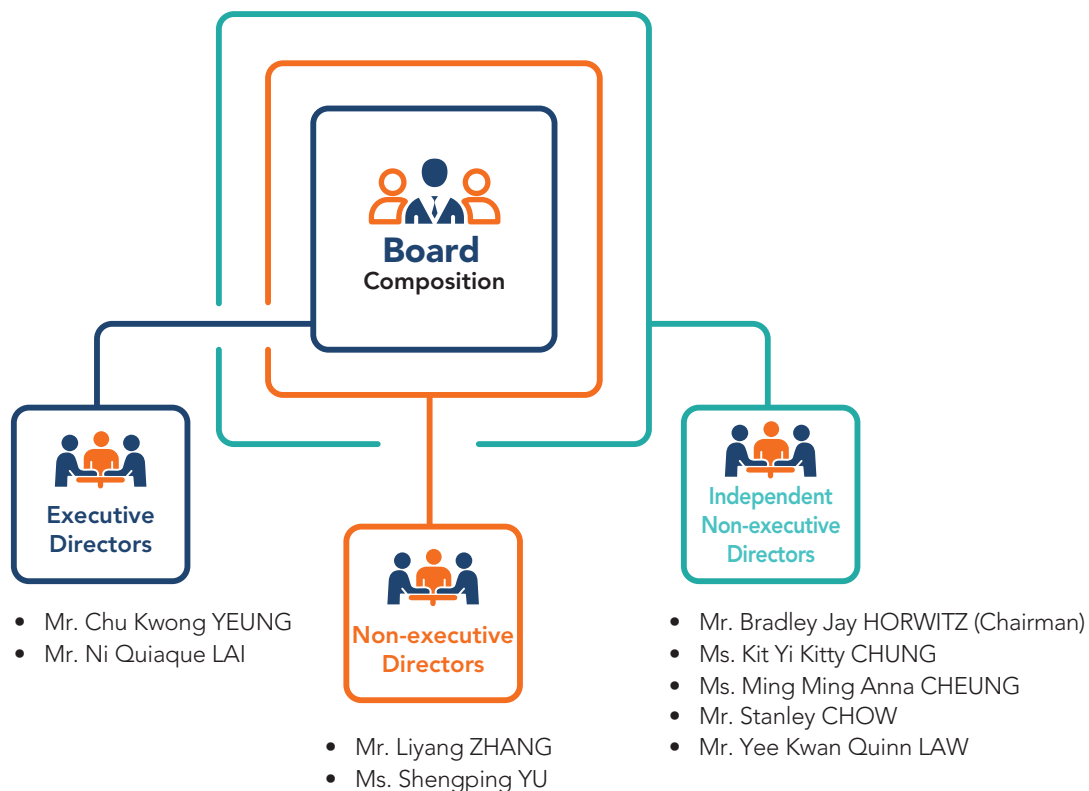 Board
Composition
Executive
Directors
• Mr. Chu Kwong YEUNG
• Mr. Ni Quiaque LAI
Non-executive
Directors
• Mr. Liyang ZHANG
• Ms. Shengping YU
Independent
Non-executive
Directors
• Mr. Bradley Jay HORWITZ (Chairman)
• Ms. Kit Yi Kitty CHUNG
• Ms. Ming Ming Anna CHEUNG
• Mr. Stanley CHOW
• Mr. Yee Kwan Quinn LAW